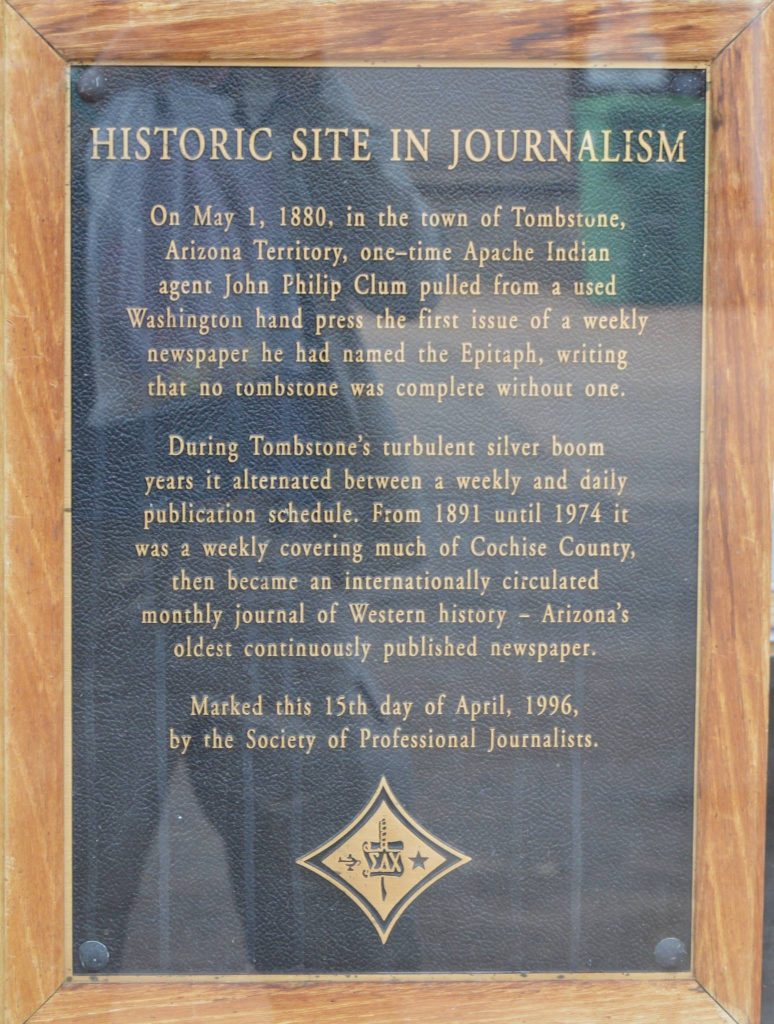 HISTORIC SITE IN JOURNALISM
On May 1, 1880, in the town of Tombstone,
Arizona Territory, one-time Apache Indian
agent John Philip Clum pulled from a used
Washington hand press the first issue of a weekly
newspaper he had named the Epitaph, writing
that no tombstone was complete without one.
During Tombstone's turbulent silver boom
years it alternated between a weekly and daily
publication schedule. From 1891 until 1974 it
was a weekly covering much of Cochise County,
then became an internationally circulated
monthly journal of Western history – Arizona's
oldest continuously published newspaper.
Marked this 15th day of April, 1996,
by the Society of Professional Journalists.
ΣΔΧ